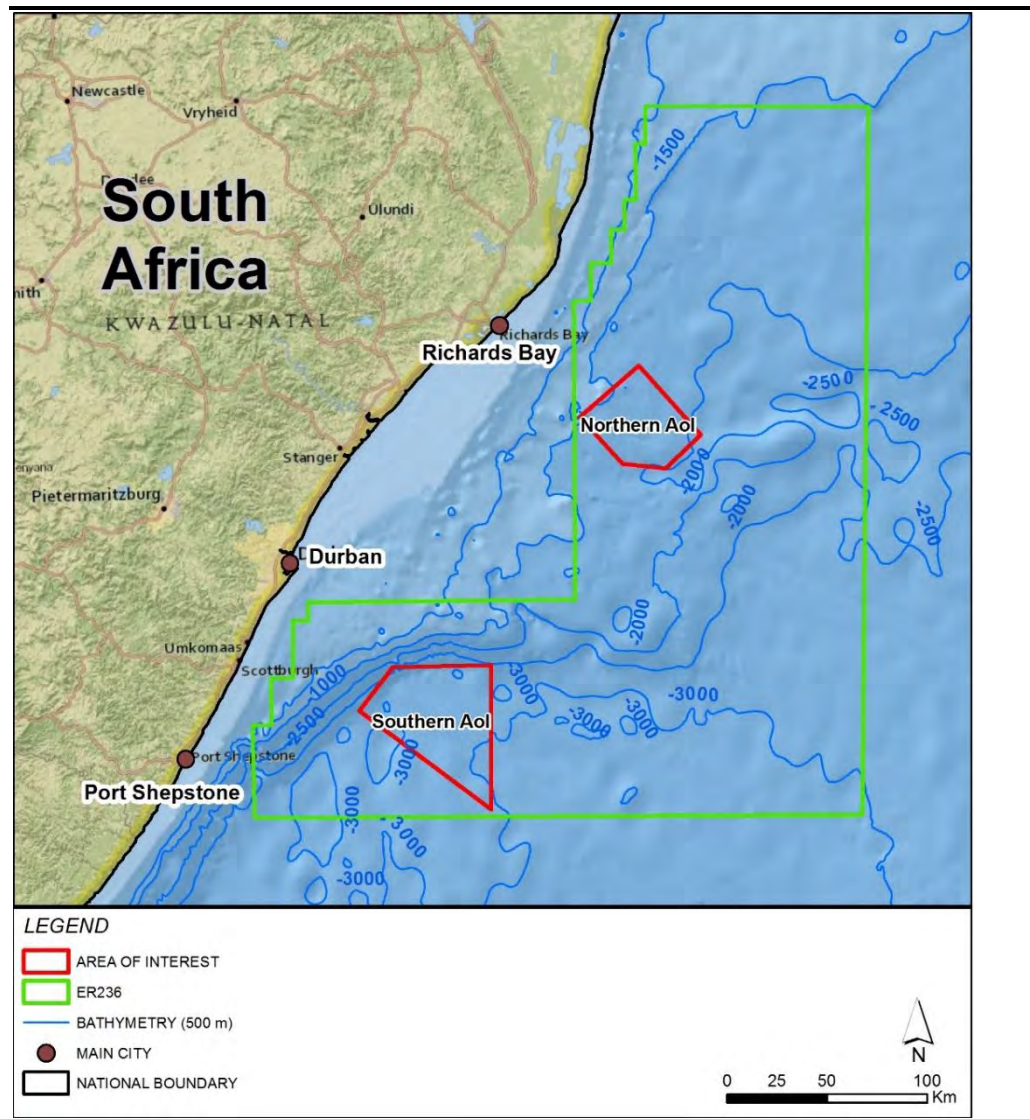 Newcastle
Vryheid
-1500
South
Africa
Ulundi
mith
KWAZULU-NATAL
Richards Bay
Richards Bay
-2500
-2500
Northern AoI
Stanger
-2000
-2000
-2500
Pietermaritzburg
Durban
-2000
Umkomaas
Scottburgh
-1000
-3000
-3000
-2500
Southern AoI
-3000
-3000
Port Shepstone
-3000
Port Shepstone
-3000
-3000
-3000
LEGEND
AREA OF INTEREST
ER236
BATHYMETRY (500 m)
MAIN CITY
NATIONAL BOUNDARY
N
0 25 50 100
Km